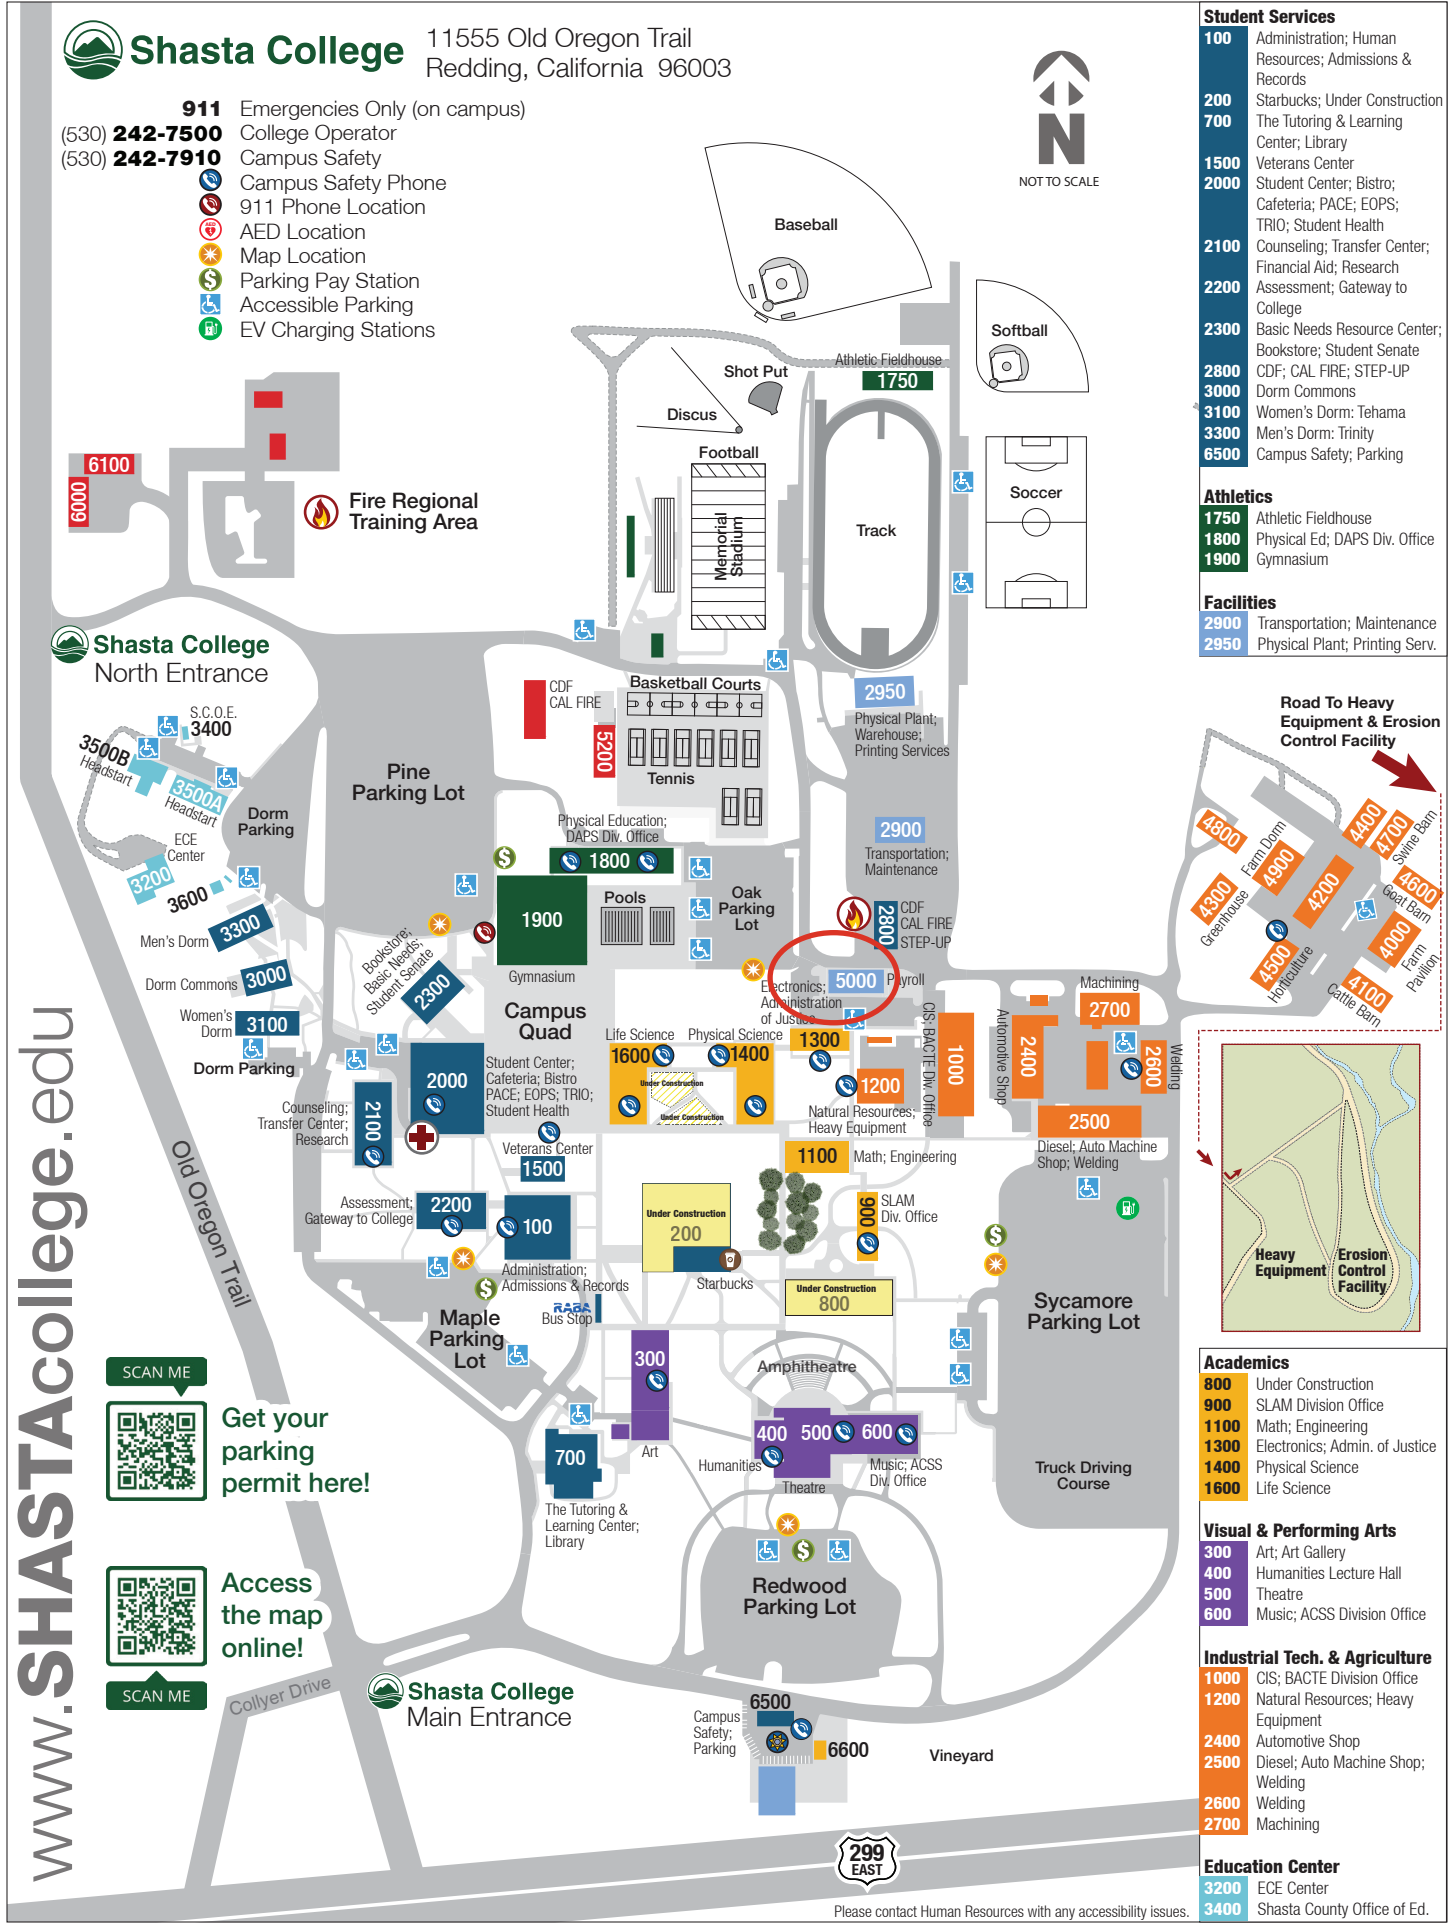 Shasta College
11555 Old Oregon Trail
Redding, California 96003
911 Emergencies Only (on campus)
(530) 242-7500 College Operator
(530) 242-7910 Campus Safety
Campus Safety Phone
911 Phone Location
AED Location
Map Location
Parking Pay Station
Accessible Parking
EV Charging Stations
N
NOT TO SCALE
Baseball
Softball
Athletic Fieldhouse
1750
Shot Put
Discus
Football
Memorial
Stadium
Track
Soccer
6100
6000
Fire Regional
Training Area
Shasta College
North Entrance
CDF
CAL FIRE
5200
Basketball Courts
Tennis
2950
Physical Plant;
Warehouse;
Printing Services
2900
Transportation;
Maintenance
S.C.O.E.
3400
3500B
Headstart
3500A
Headstart
Dorm
Parking
ECE
Center
3200
3600
3300
Men's Dorm
Dorm Commons
3000
Women's
Dorm
3100
Dorm Parking
Pine
Parking Lot
Physical Education;
DAPS Div. Office
1800
1900
Gymnasium
Pools
Oak
Parking
Lot
2800
CDF
CAL FIRE
STEP-UP
5000
Payroll
Bookstore;
Basic Needs;
Student Senate
2300
Campus
Quad
Electronics;
Administration
of Justice
1300
Life Science
1600
Physical Science
1400
Under Construction
Under Construction
1200
Natural Resources;
Heavy Equipment
CIS; BACTE Div. Office
1000
Automotive Shop
2400
Machining
2700
2600
Welding
2500
Diesel; Auto Machine
Shop; Welding
2000
Student Center;
Cafeteria; Bistro
PACE; EOPS; TRIO;
Student Health
Counseling;
Transfer Center;
Research
2100
Veterans Center
1500
1100
Math; Engineering
Assessment;
Gateway to College
2200
100
Administration;
Admissions & Records
Under Construction
200
Starbucks
900
SLAM
Div. Office
Under Construction
800
RABA
Bus Stop
Maple
Parking
Lot
Sycamore
Parking Lot
300
Art
Amphitheatre
400
500
600
Humanities
Theatre
Music; ACSS
Div. Office
700
The Tutoring &
Learning Center;
Library
Truck Driving
Course
Redwood
Parking Lot
Old Oregon Trail
www.SHASTAcollege.edu
SCAN ME
Get your
parking
permit here!
Access
the map
online!
SCAN ME
Collyer Drive
Shasta College
Main Entrance
6500
Campus
Safety;
Parking
6600
Vineyard
299
EAST
Please contact Human Resources with any accessibility issues.
Student Services
100 Administration; Human
Resources; Admissions &
Records
200 Starbucks; Under Construction
700 The Tutoring & Learning
Center; Library
1500 Veterans Center
2000 Student Center; Bistro;
Cafeteria; PACE; EOPS;
TRIO; Student Health
2100 Counseling; Transfer Center;
Financial Aid; Research
2200 Assessment; Gateway to
College
2300 Basic Needs Resource Center;
Bookstore; Student Senate
2800 CDF; CAL FIRE; STEP-UP
3000 Dorm Commons
3100 Women's Dorm: Tehama
3300 Men's Dorm: Trinity
6500 Campus Safety; Parking
Athletics
1750 Athletic Fieldhouse
1800 Physical Ed; DAPS Div. Office
1900 Gymnasium
Facilities
2900 Transportation; Maintenance
2950 Physical Plant; Printing Serv.
Road To Heavy
Equipment & Erosion
Control Facility
4800
Farm Dorm
4900
4300
Greenhouse
4200
4400
4700
Swine Barn
4600
Goat Barn
4000
Farm
Pavilion
4500
Horticulture
4100
Cattle Barn
Heavy
Equipment
Erosion
Control
Facility
Academics
800 Under Construction
900 SLAM Division Office
1100 Math; Engineering
1300 Electronics; Admin. of Justice
1400 Physical Science
1600 Life Science
Visual & Performing Arts
300 Art; Art Gallery
400 Humanities Lecture Hall
500 Theatre
600 Music; ACSS Division Office
Industrial Tech. & Agriculture
1000 CIS; BACTE Division Office
1200 Natural Resources; Heavy
Equipment
2400 Automotive Shop
2500 Diesel; Auto Machine Shop;
Welding
2600 Welding
2700 Machining
Education Center
3200 ECE Center
3400 Shasta County Office of Ed.